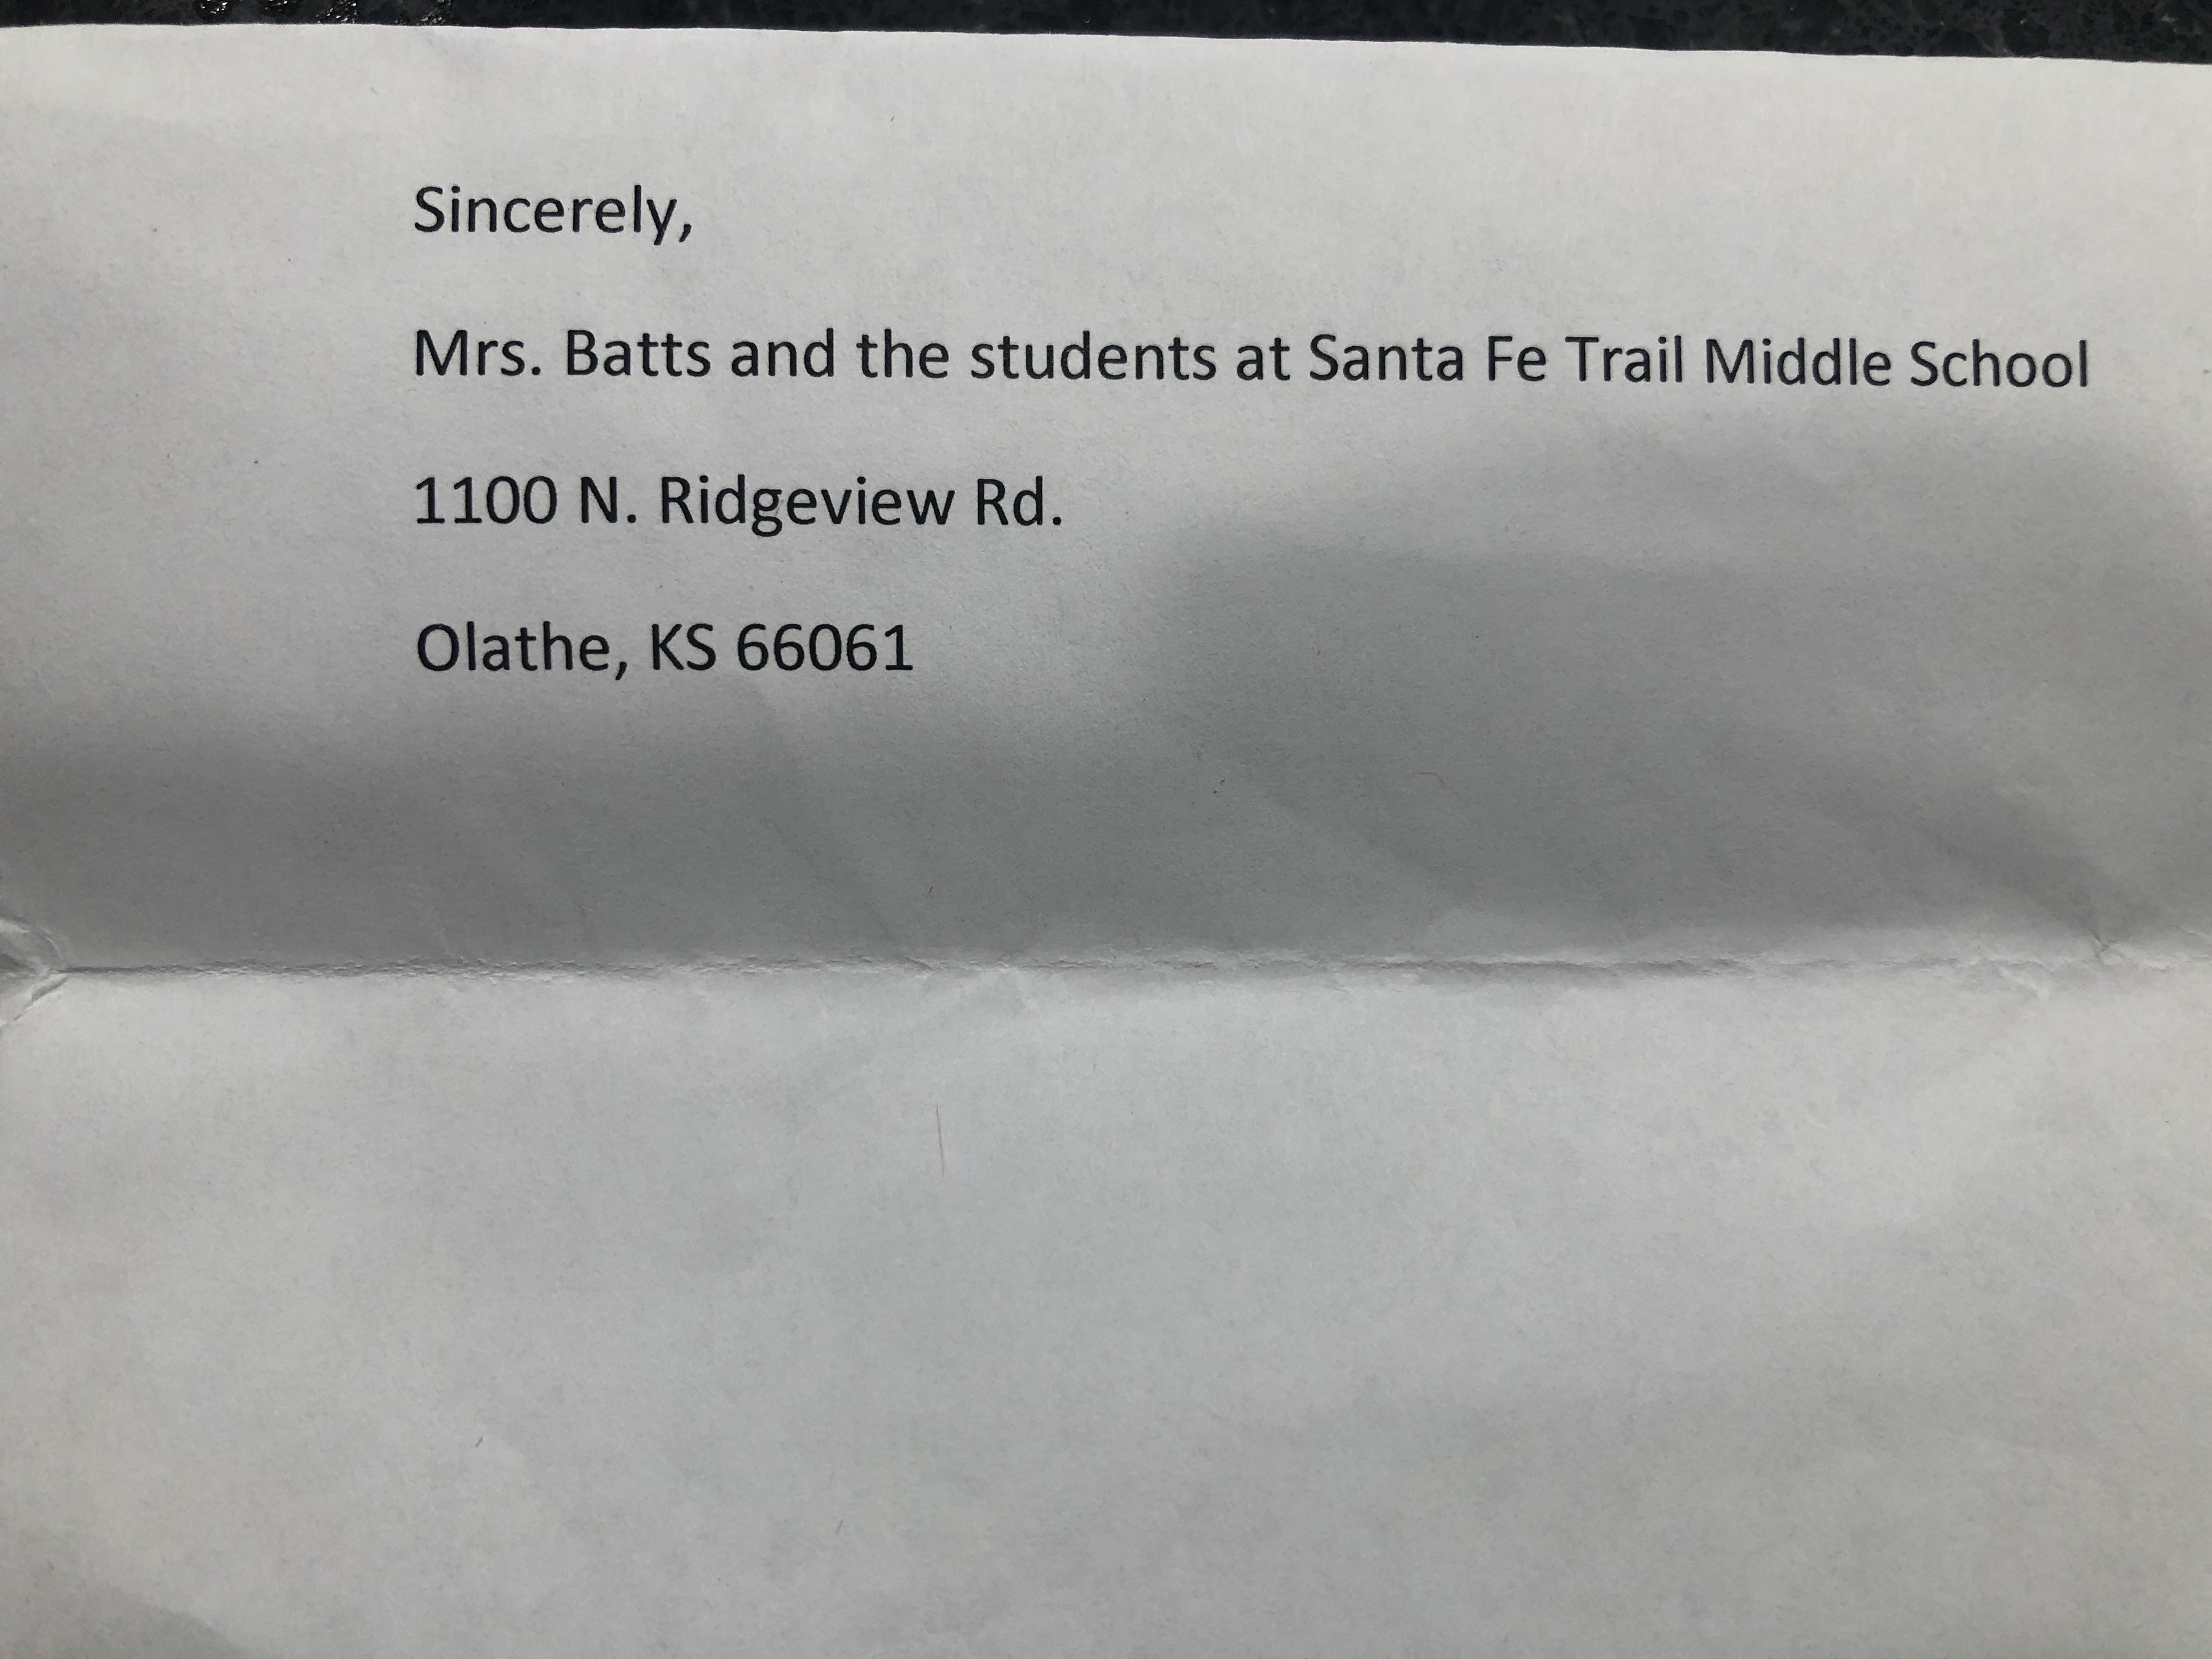 Sincerely,
Mrs. Batts and the students at Santa Fe Trail Middle School
1100 N. Ridgeview Rd.
Olathe, KS 66061